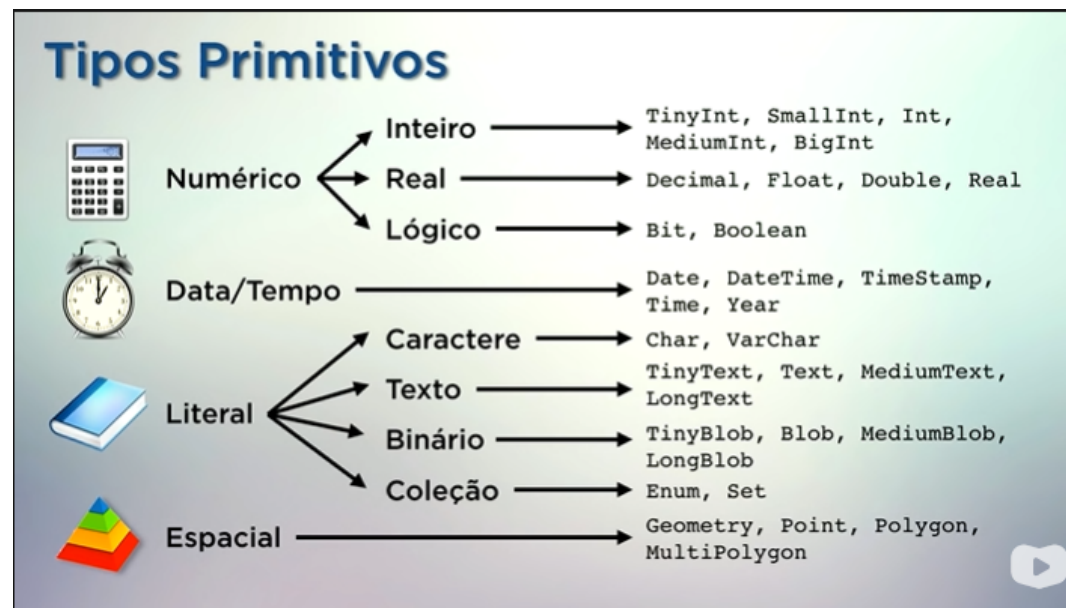 Tipos Primitivos
Numérico
Inteiro
TinyInt, SmallInt, Int,
MediumInt, BigInt
Real
Decimal, Float, Double, Real
Lógico
Bit, Boolean
Data/Tempo
Date, DateTime, TimeStamp,
Time, Year
Literal
Caractere
Char, VarChar
Texto
TinyText, Text, MediumText,
LongText
Binário
TinyBlob, Blob, MediumBlob,
LongBlob
Coleção
Enum, Set
Espacial
Geometry, Point, Polygon,
MultiPolygon